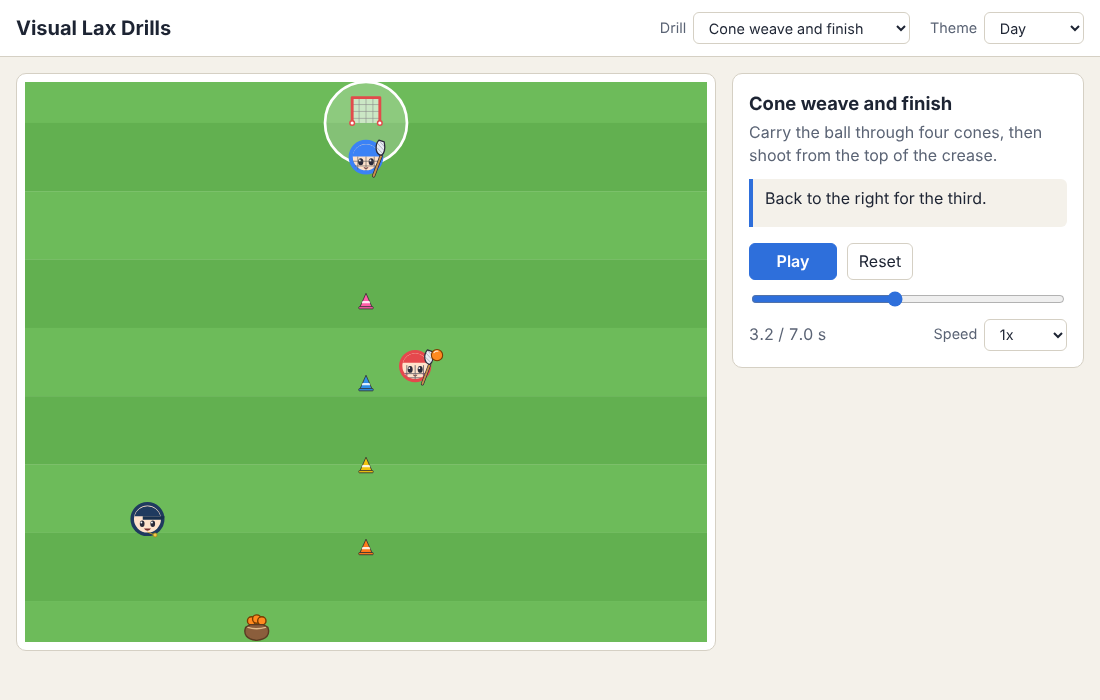 Visual Lax Drills
Drill
Cone weave and finish
Theme
Day
Cone weave and finish
Carry the ball through four cones, then
shoot from the top of the crease.
Back to the right for the third.
Play
Reset
3.2 / 7.0 s
Speed
1x